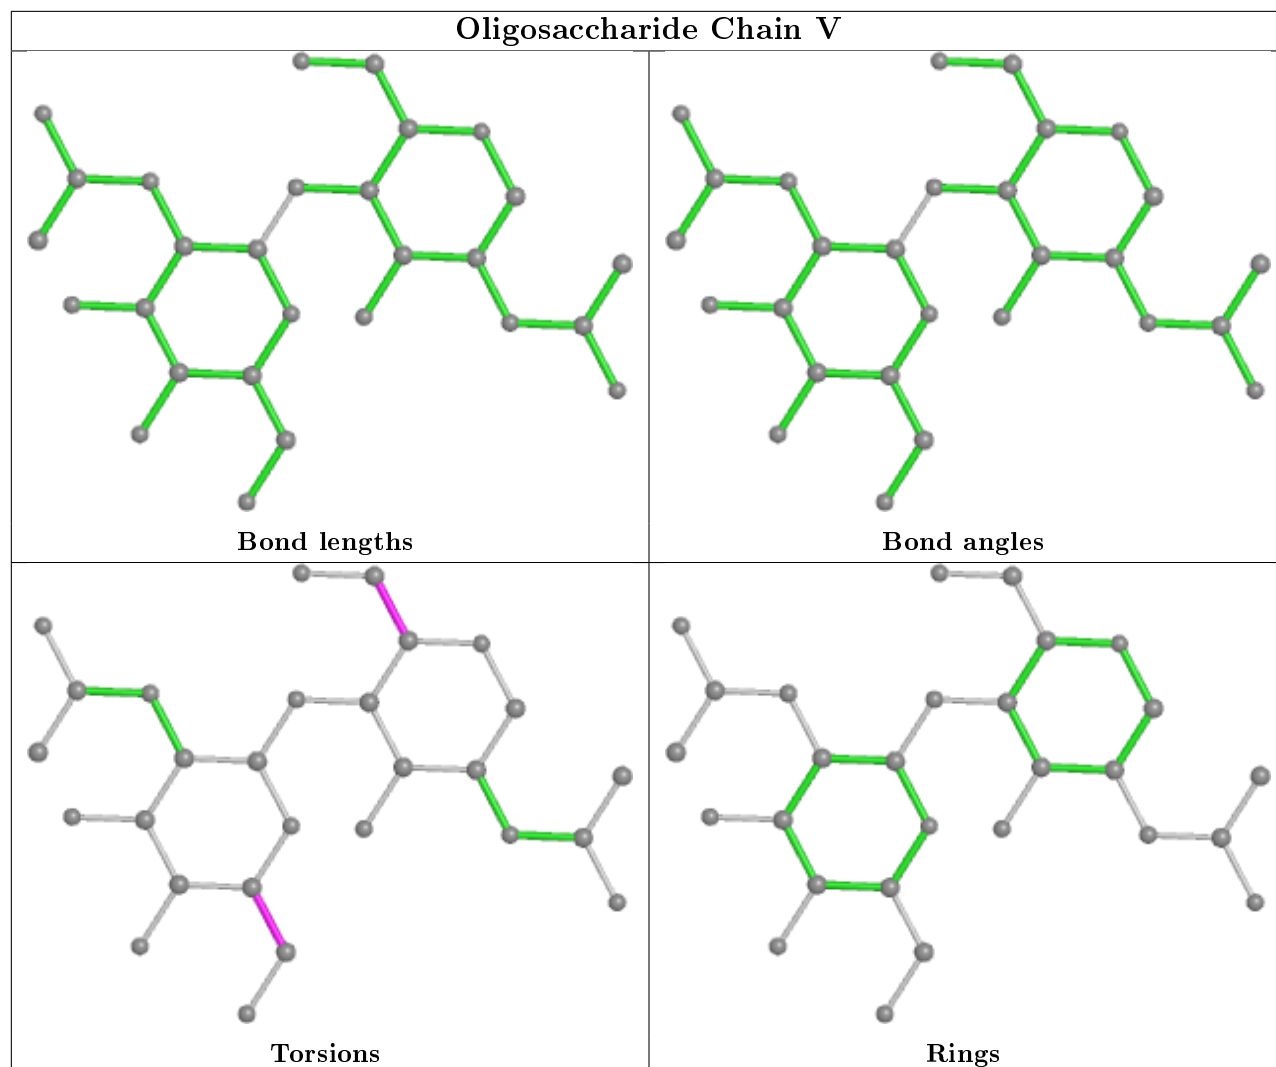 Oligosaccharide Chain V
Bond lengths
Bond angles
Torsions
Rings